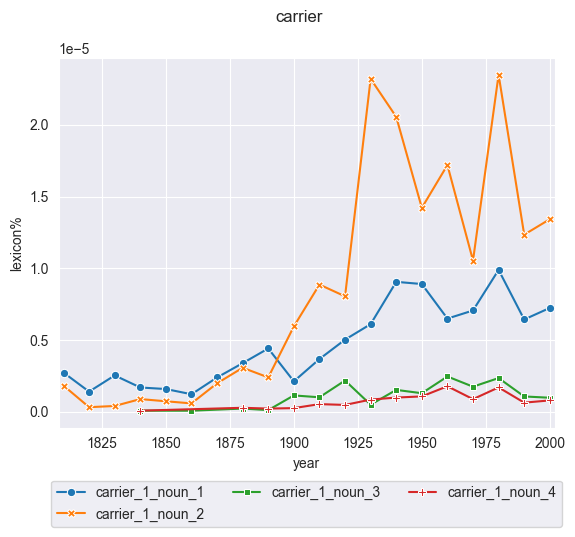 carrier
1e−5
2.0
1.5
1.0
0.5
0.0
lexicon%
1825 1850 1875 1900 1925 1950 1975 2000
year
carrier_1_noun_1 carrier_1_noun_3 carrier_1_noun_4
carrier_1_noun_2